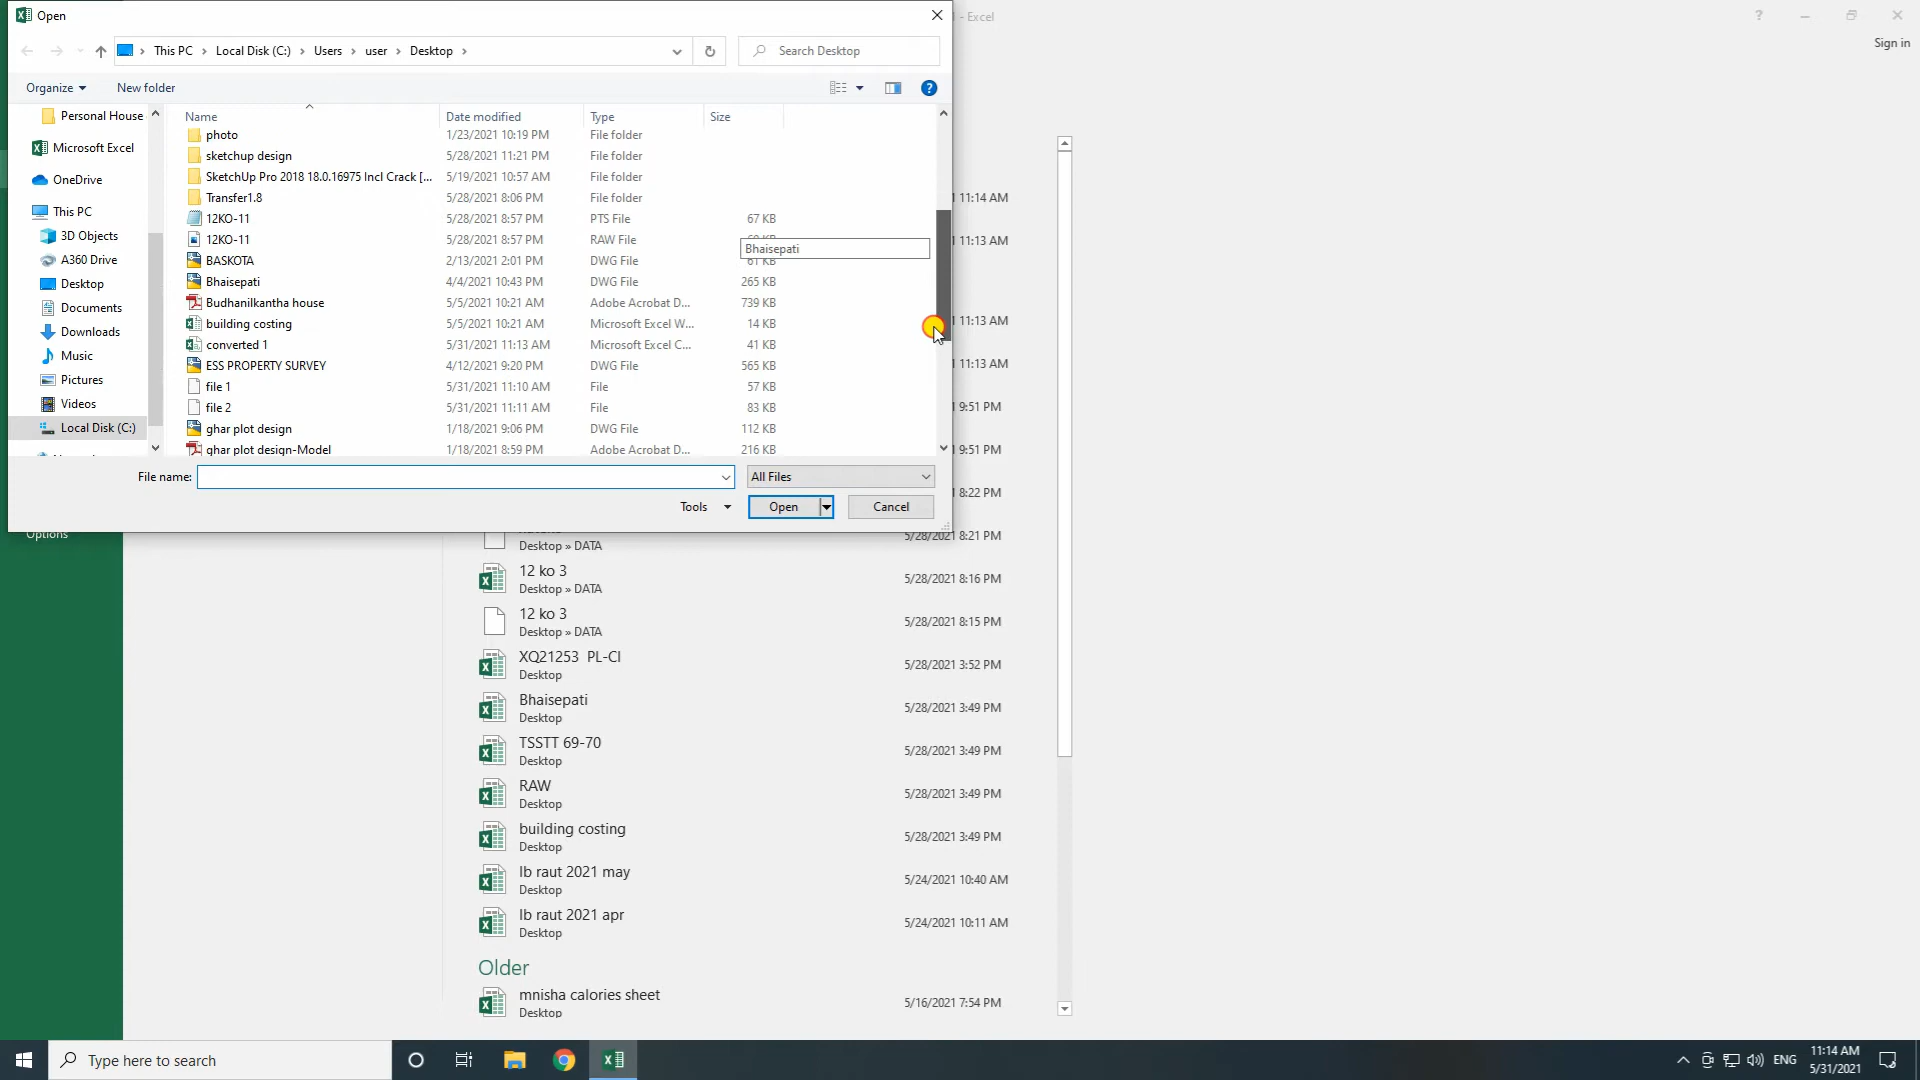 Open
- Excel
Sign in
This PC > Local Disk (C:) > Users > user > Desktop >
Search Desktop
Organize
New folder
Personal House
Microsoft Excel
OneDrive
This PC
3D Objects
A360 Drive
Desktop
Documents
Downloads
Music
Pictures
Videos
Local Disk (C:)
Name Date modified Type Size
photo 1/23/2021 10:19 PM File folder
sketchup design 5/28/2021 11:21 PM File folder
SketchUp Pro 2018 18.0.16975 Incl Crack [... 5/19/2021 10:57 AM File folder
Transfer1.8 5/28/2021 8:06 PM File folder
12KO-11 5/28/2021 8:57 PM PTS File 67 KB
12KO-11 5/28/2021 8:57 PM RAW File
Bhaisepati
BASKOTA 2/13/2021 2:01 PM DWG File 61 KB
Bhaisepati 4/4/2021 10:43 PM DWG File 265 KB
Budhanilkantha house 5/5/2021 10:21 AM Adobe Acrobat D... 739 KB
building costing 5/5/2021 10:21 AM Microsoft Excel W... 14 KB
converted 1 5/31/2021 11:13 AM Microsoft Excel C... 41 KB
ESS PROPERTY SURVEY 4/12/2021 9:20 PM DWG File 565 KB
file 1 5/31/2021 11:10 AM File 57 KB
file 2 5/31/2021 11:11 AM File 83 KB
ghar plot design 1/18/2021 9:06 PM DWG File 112 KB
ghar plot design-Model 1/18/2021 8:59 PM Adobe Acrobat D... 216 KB
File name:
All Files
Tools
Open
Cancel
1 11:14 AM
1 11:13 AM
1 11:13 AM
1 11:13 AM
1 9:51 PM
1 9:51 PM
1 8:22 PM
Options
5/28/2021 8:21 PM
Desktop » DATA
12 ko 3 5/28/2021 8:16 PM
Desktop » DATA
12 ko 3 5/28/2021 8:15 PM
Desktop » DATA
XQ21253 PL-CI 5/28/2021 3:52 PM
Desktop
Bhaisepati 5/28/2021 3:49 PM
Desktop
TSSTT 69-70 5/28/2021 3:49 PM
Desktop
RAW 5/28/2021 3:49 PM
Desktop
building costing 5/28/2021 3:49 PM
Desktop
lb raut 2021 may 5/24/2021 10:40 AM
Desktop
lb raut 2021 apr 5/24/2021 10:11 AM
Desktop
Older
mnisha calories sheet 5/16/2021 7:54 PM
Desktop
Type here to search
ENG
11:14 AM
5/31/2021